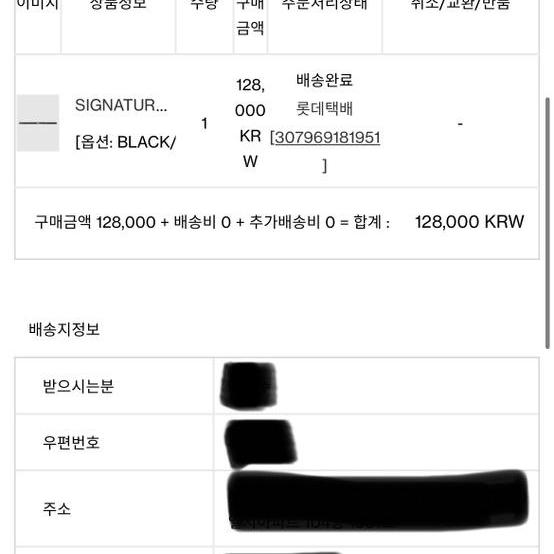 이미지 상품정보 수량 구매 주문처리상태 취소/교환/반품
금액
SIGNATUR...
[옵션: BLACK/
1
128,
000
KR
W
배송완료
롯데택배
[307969181951
]
-
구매금액 128,000 + 배송비 0 + 추가배송비 0 = 합계 : 128,000 KRW
배송지정보
받으시는분
우편번호
주소